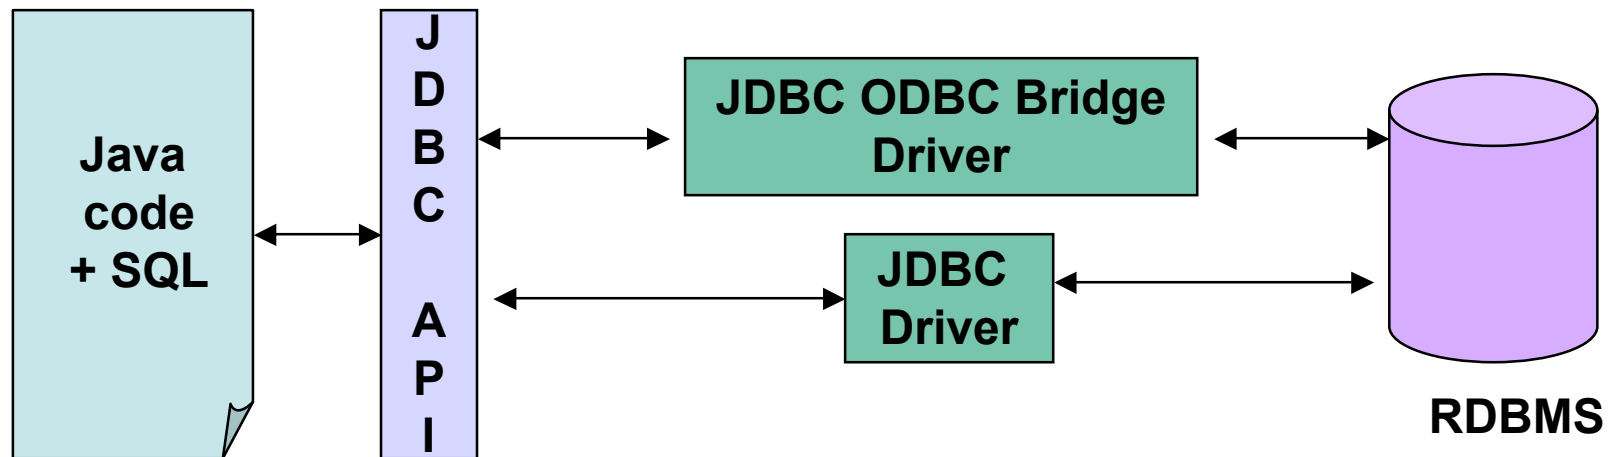 Java
code
+ SQL
J
D
B
C
A
P
I
JDBC ODBC Bridge
Driver
JDBC
Driver
RDBMS